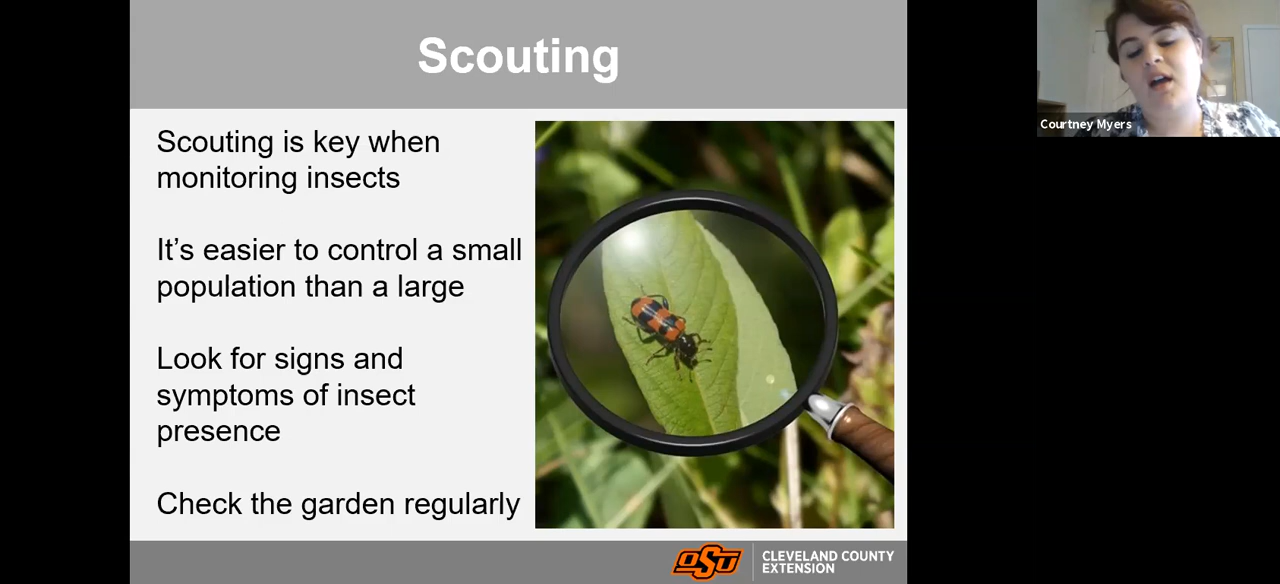 Scouting
Scouting is key when
monitoring insects
It’s easier to control a small
population than a large
Look for signs and
symptoms of insect
presence
Check the garden regularly
OSU
CLEVELAND COUNTY
EXTENSION
Courtney Myers